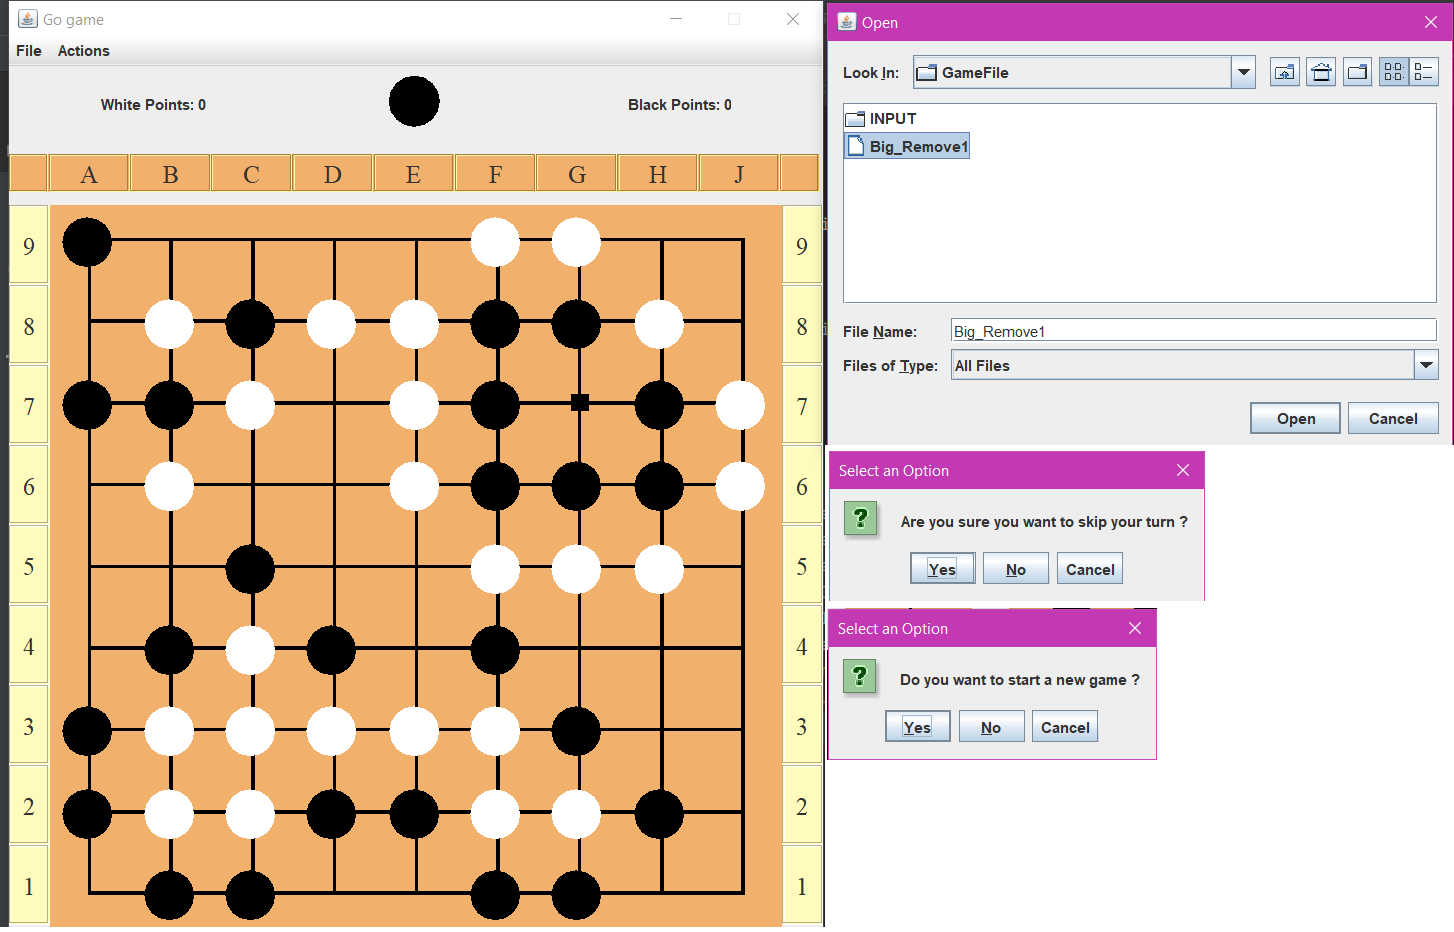 Go game
File Actions
White Points: 0
Black Points: 0
A B C D E F G H J
9 9
8 8
7 7
6 6
5 5
4 4
3 3
2 2
1 1
Open
Look In: GameFile
INPUT
Big_Remove1
File Name: Big_Remove1
Files of Type: All Files
Open Cancel
Select an Option
? Are you sure you want to skip your turn ?
Yes No Cancel
Select an Option
? Do you want to start a new game ?
Yes No Cancel